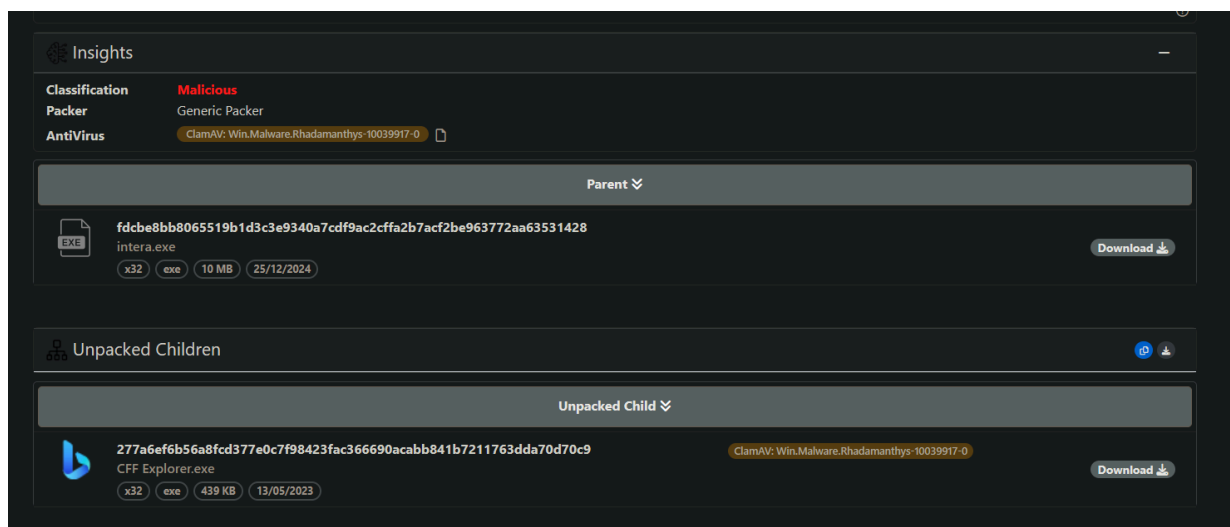 Insights
Classification Malicious
Packer Generic Packer
AntiVirus ClamAV: Win.Malware.Rhadamanthys-10039917-0
Parent
fdcbe8bb8065519b1d3c3e9340a7cdf9ac2cffa2b7acf2be963772aa63531428
EXE
intera.exe
Download
x32 exe 10 MB 25/12/2024
Unpacked Children
Unpacked Child
277a6ef6b56a8fcd377e0c7f98423fac366690acabb841b7211763dda70d70c9 ClamAV: Win.Malware.Rhadamanthys-10039917-0
CFF Explorer.exe
Download
x32 exe 439 KB 13/05/2023